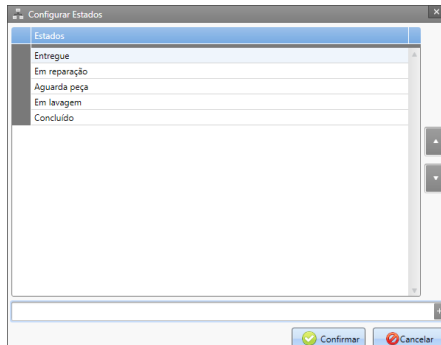 Configurar Estados
Estados
Entregue
Em reparação
Aguarda peça
Em lavagem
Concluído
Confirmar
Cancelar